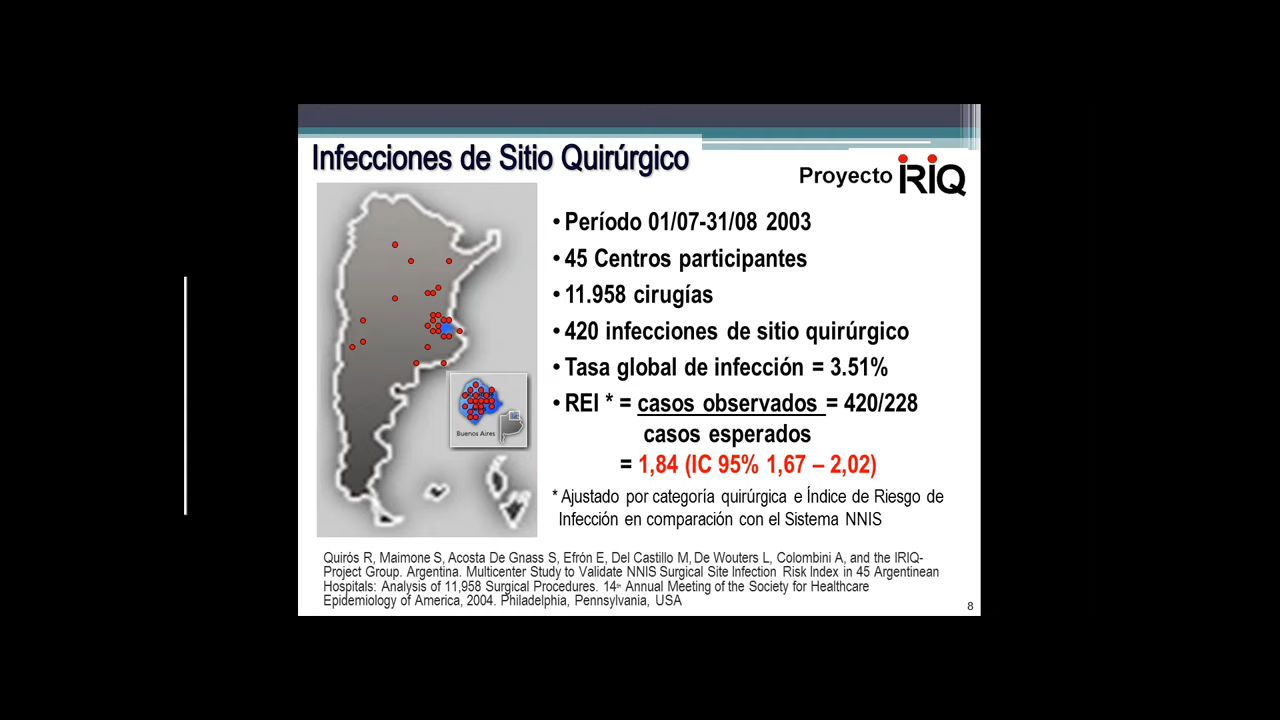 Infecciones de Sitio Quirúrgico
Proyecto IRIQ
• Período 01/07-31/08 2003
• 45 Centros participantes
• 11.958 cirugías
• 420 infecciones de sitio quirúrgico
• Tasa global de infección = 3.51%
• REI * = casos observados = 420/228
casos esperados
= 1,84 (IC 95% 1,67 – 2,02)
* Ajustado por categoría quirúrgica e Índice de Riesgo de
Infección en comparación con el Sistema NNIS
Buenos Aires
Quirós R, Maimone S, Acosta De Gnass S, Efrón E, Del Castillo M, De Wouters L, Colombini A, and the IRIQ-
Project Group. Argentina. Multicenter Study to Validate NNIS Surgical Site Infection Risk Index in 45 Argentinean
Hospitals: Analysis of 11,958 Surgical Procedures. 14th Annual Meeting of the Society for Healthcare
Epidemiology of America, 2004. Philadelphia, Pennsylvania, USA
8